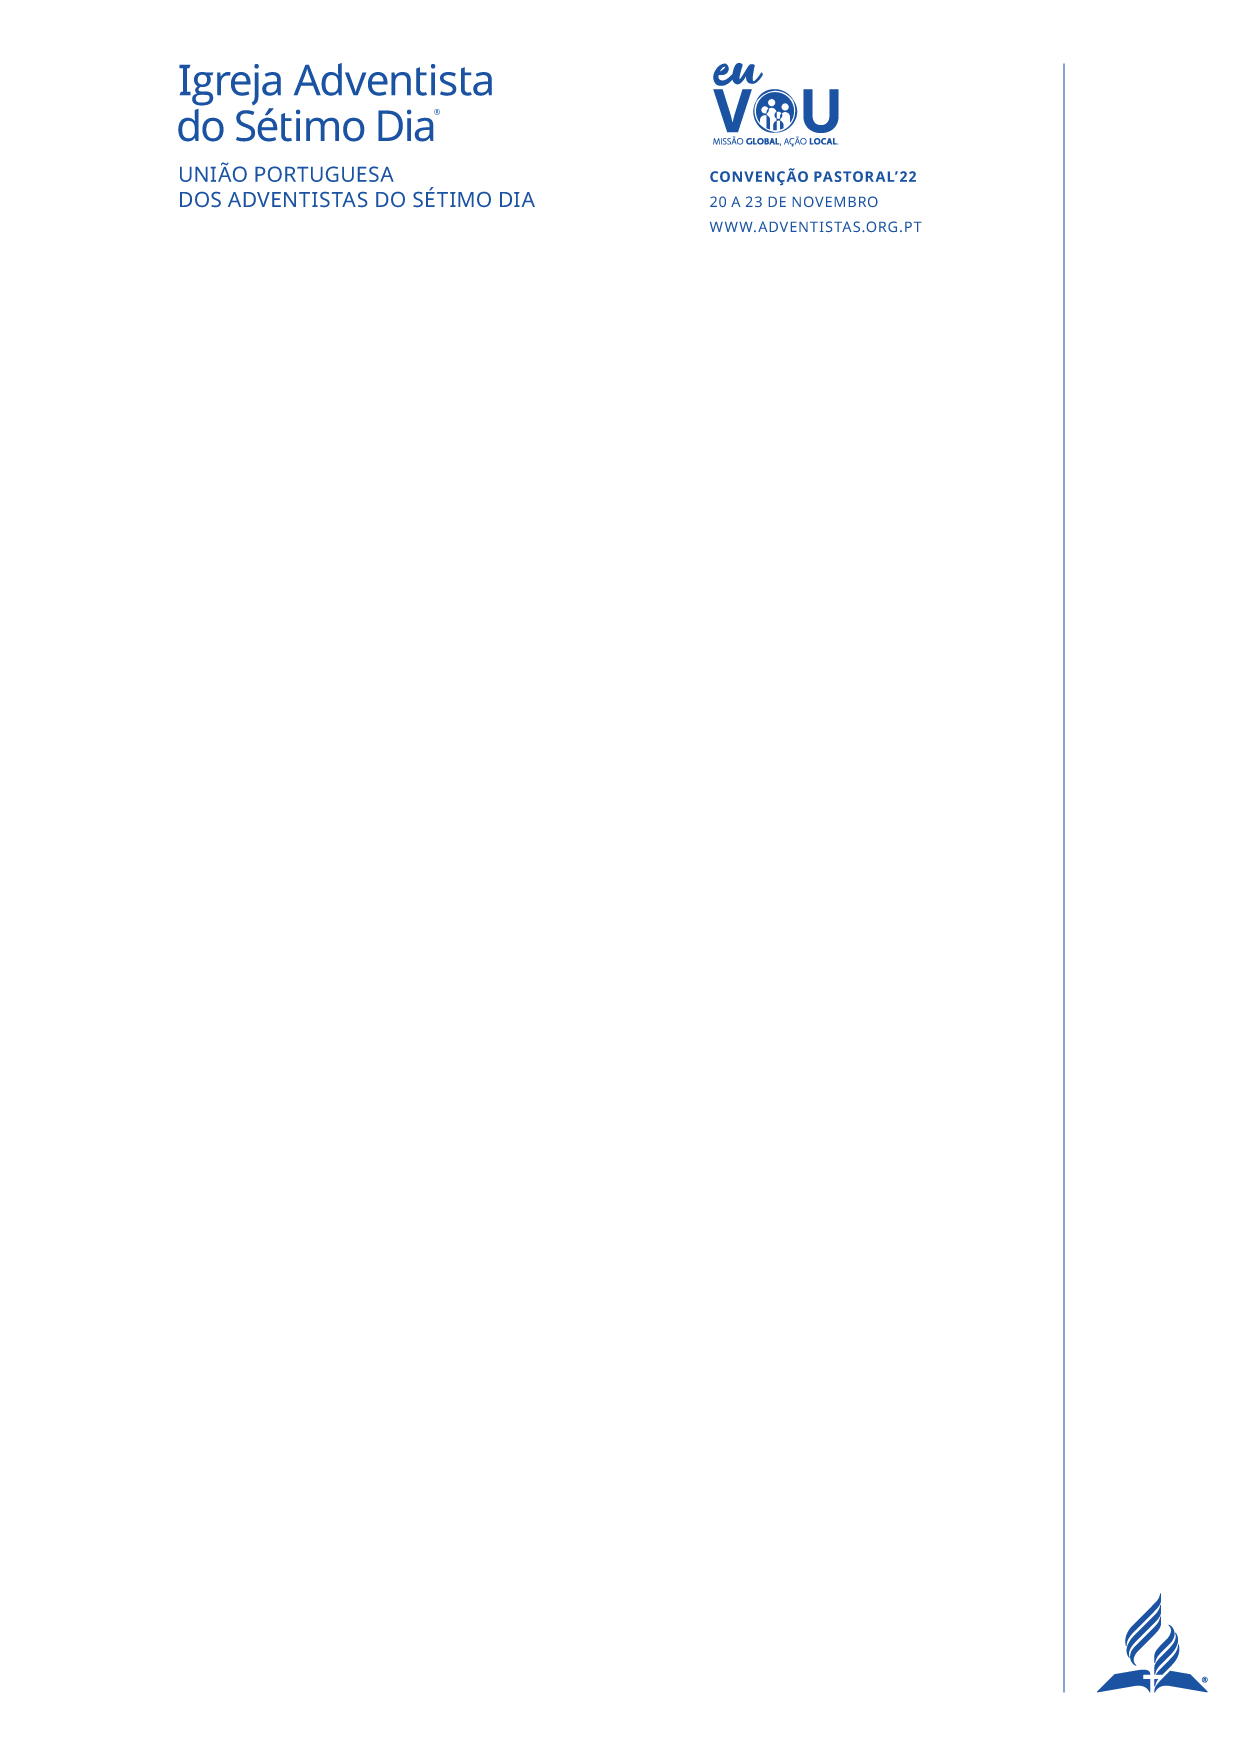 Igreja Adventista
do Sétimo Dia®
UNIÃO PORTUGUESA
DOS ADVENTISTAS DO SÉTIMO DIA
eu
VOU
MISSÃO GLOBAL, AÇÃO LOCAL
CONVENÇÃO PASTORAL’22
20 A 23 DE NOVEMBRO
WWW.ADVENTISTAS.ORG.PT
®